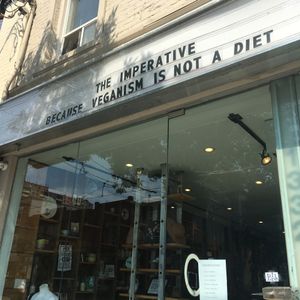 THE IMPERATIVE
BECAUSE VEGANISM IS NOT A DIET